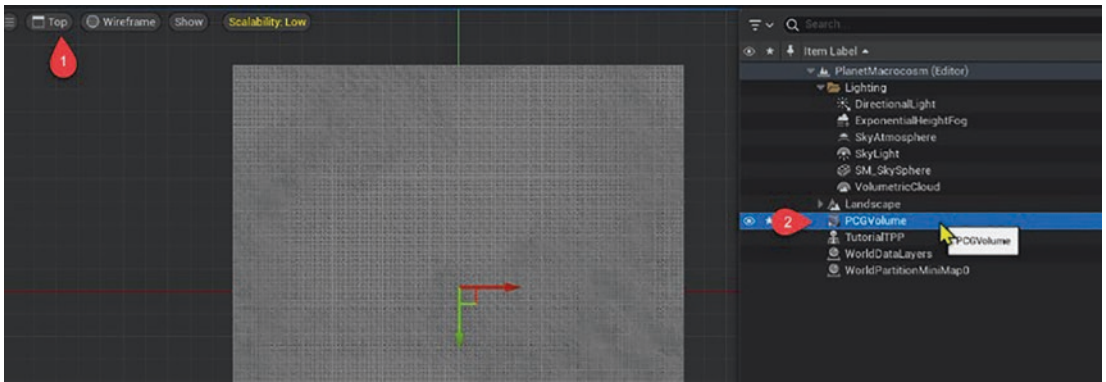 Top Wireframe Show Scalability: Low
1
Search...
Item Label
PlanetMacrocosm (Editor)
Lighting
DirectionalLight
ExponentialHeightFog
SkyAtmosphere
SkyLight
SM_SkySphere
VolumetricCloud
Landscape
2 PCGVolume
TutorialTPP PCGVolume
WorldDataLayers
WorldPartitionMiniMap0